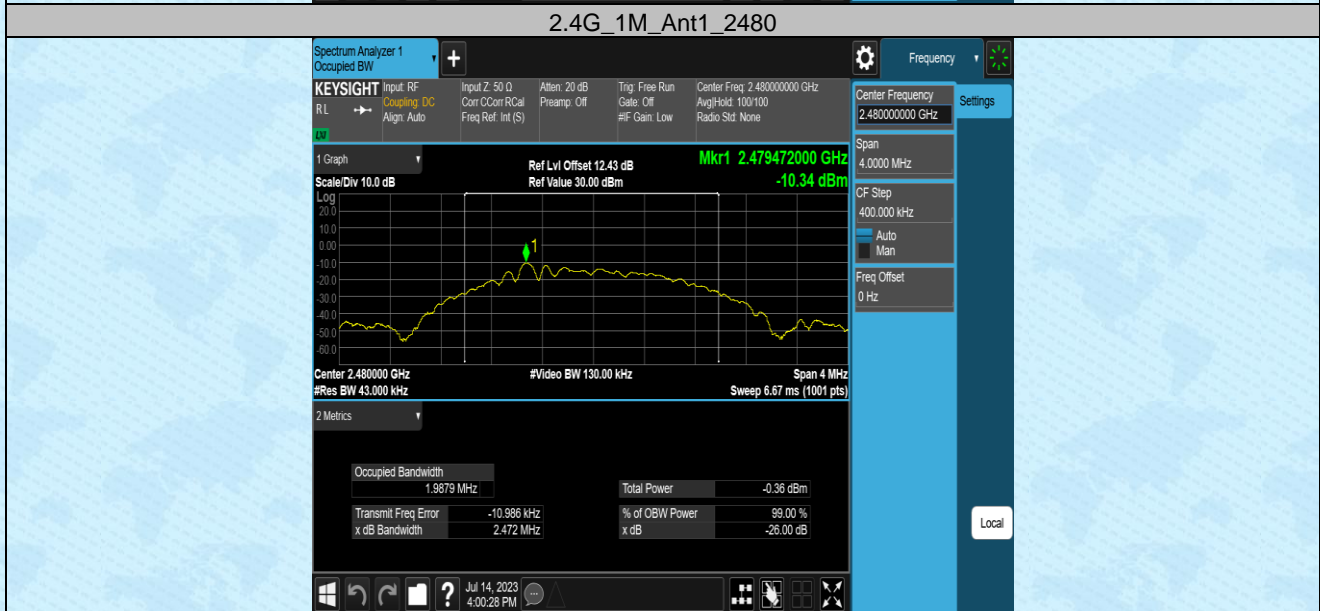 2.4G_1M_Ant1_2480
Spectrum Analyzer 1
Occupied BW
Frequency
KEYSIGHT
RL
LXI
Input: RF
Coupling: DC
Align: Auto
Input Z: 50 Ω
Corr CCorr RCal
Freq Ref: Int (S)
Atten: 20 dB
Preamp: Off
Trig: Free Run
Gate: Off
#IF Gain: Low
Center Freq: 2.480000000 GHz
Avg|Hold: 100/100
Radio Std: None
Center Frequency
2.480000000 GHz
Settings
Span
4.0000 MHz
CF Step
400.000 kHz
Auto
Man
Freq Offset
0 Hz
Local
1 Graph
Scale/Div 10.0 dB
Ref Lvl Offset 12.43 dB
Ref Value 30.00 dBm
Mkr1 2.479472000 GHz
-10.34 dBm
Log
20.0
10.0
0.00
-10.0
-20.0
-30.0
-40.0
-50.0
-60.0
1
Center 2.480000 GHz
#Video BW 130.00 kHz
Span 4 MHz
#Res BW 43.000 kHz
Sweep 6.67 ms (1001 pts)
2 Metrics
Occupied Bandwidth
1.9879 MHz
Total Power -0.36 dBm
Transmit Freq Error -10.986 kHz
% of OBW Power 99.00 %
x dB Bandwidth 2.472 MHz
x dB -26.00 dB
?
Jul 14, 2023
4:00:28 PM